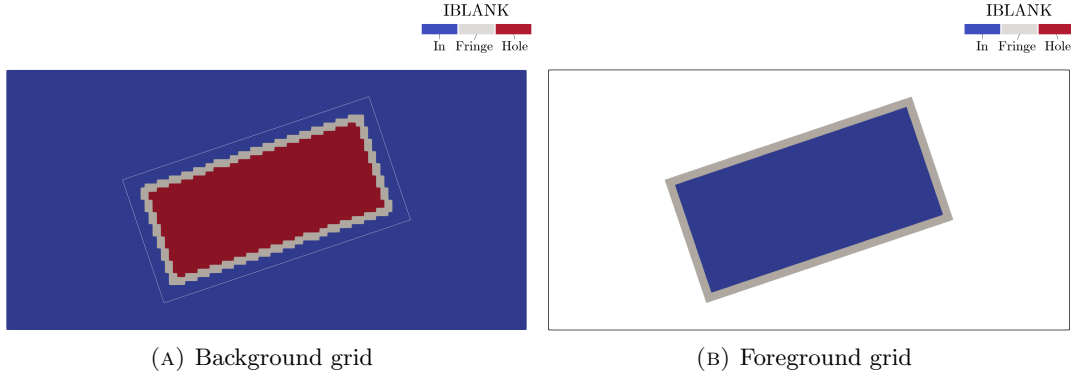 IBLANK
In Fringe Hole
IBLANK
In Fringe Hole
(A) Background grid
(B) Foreground grid